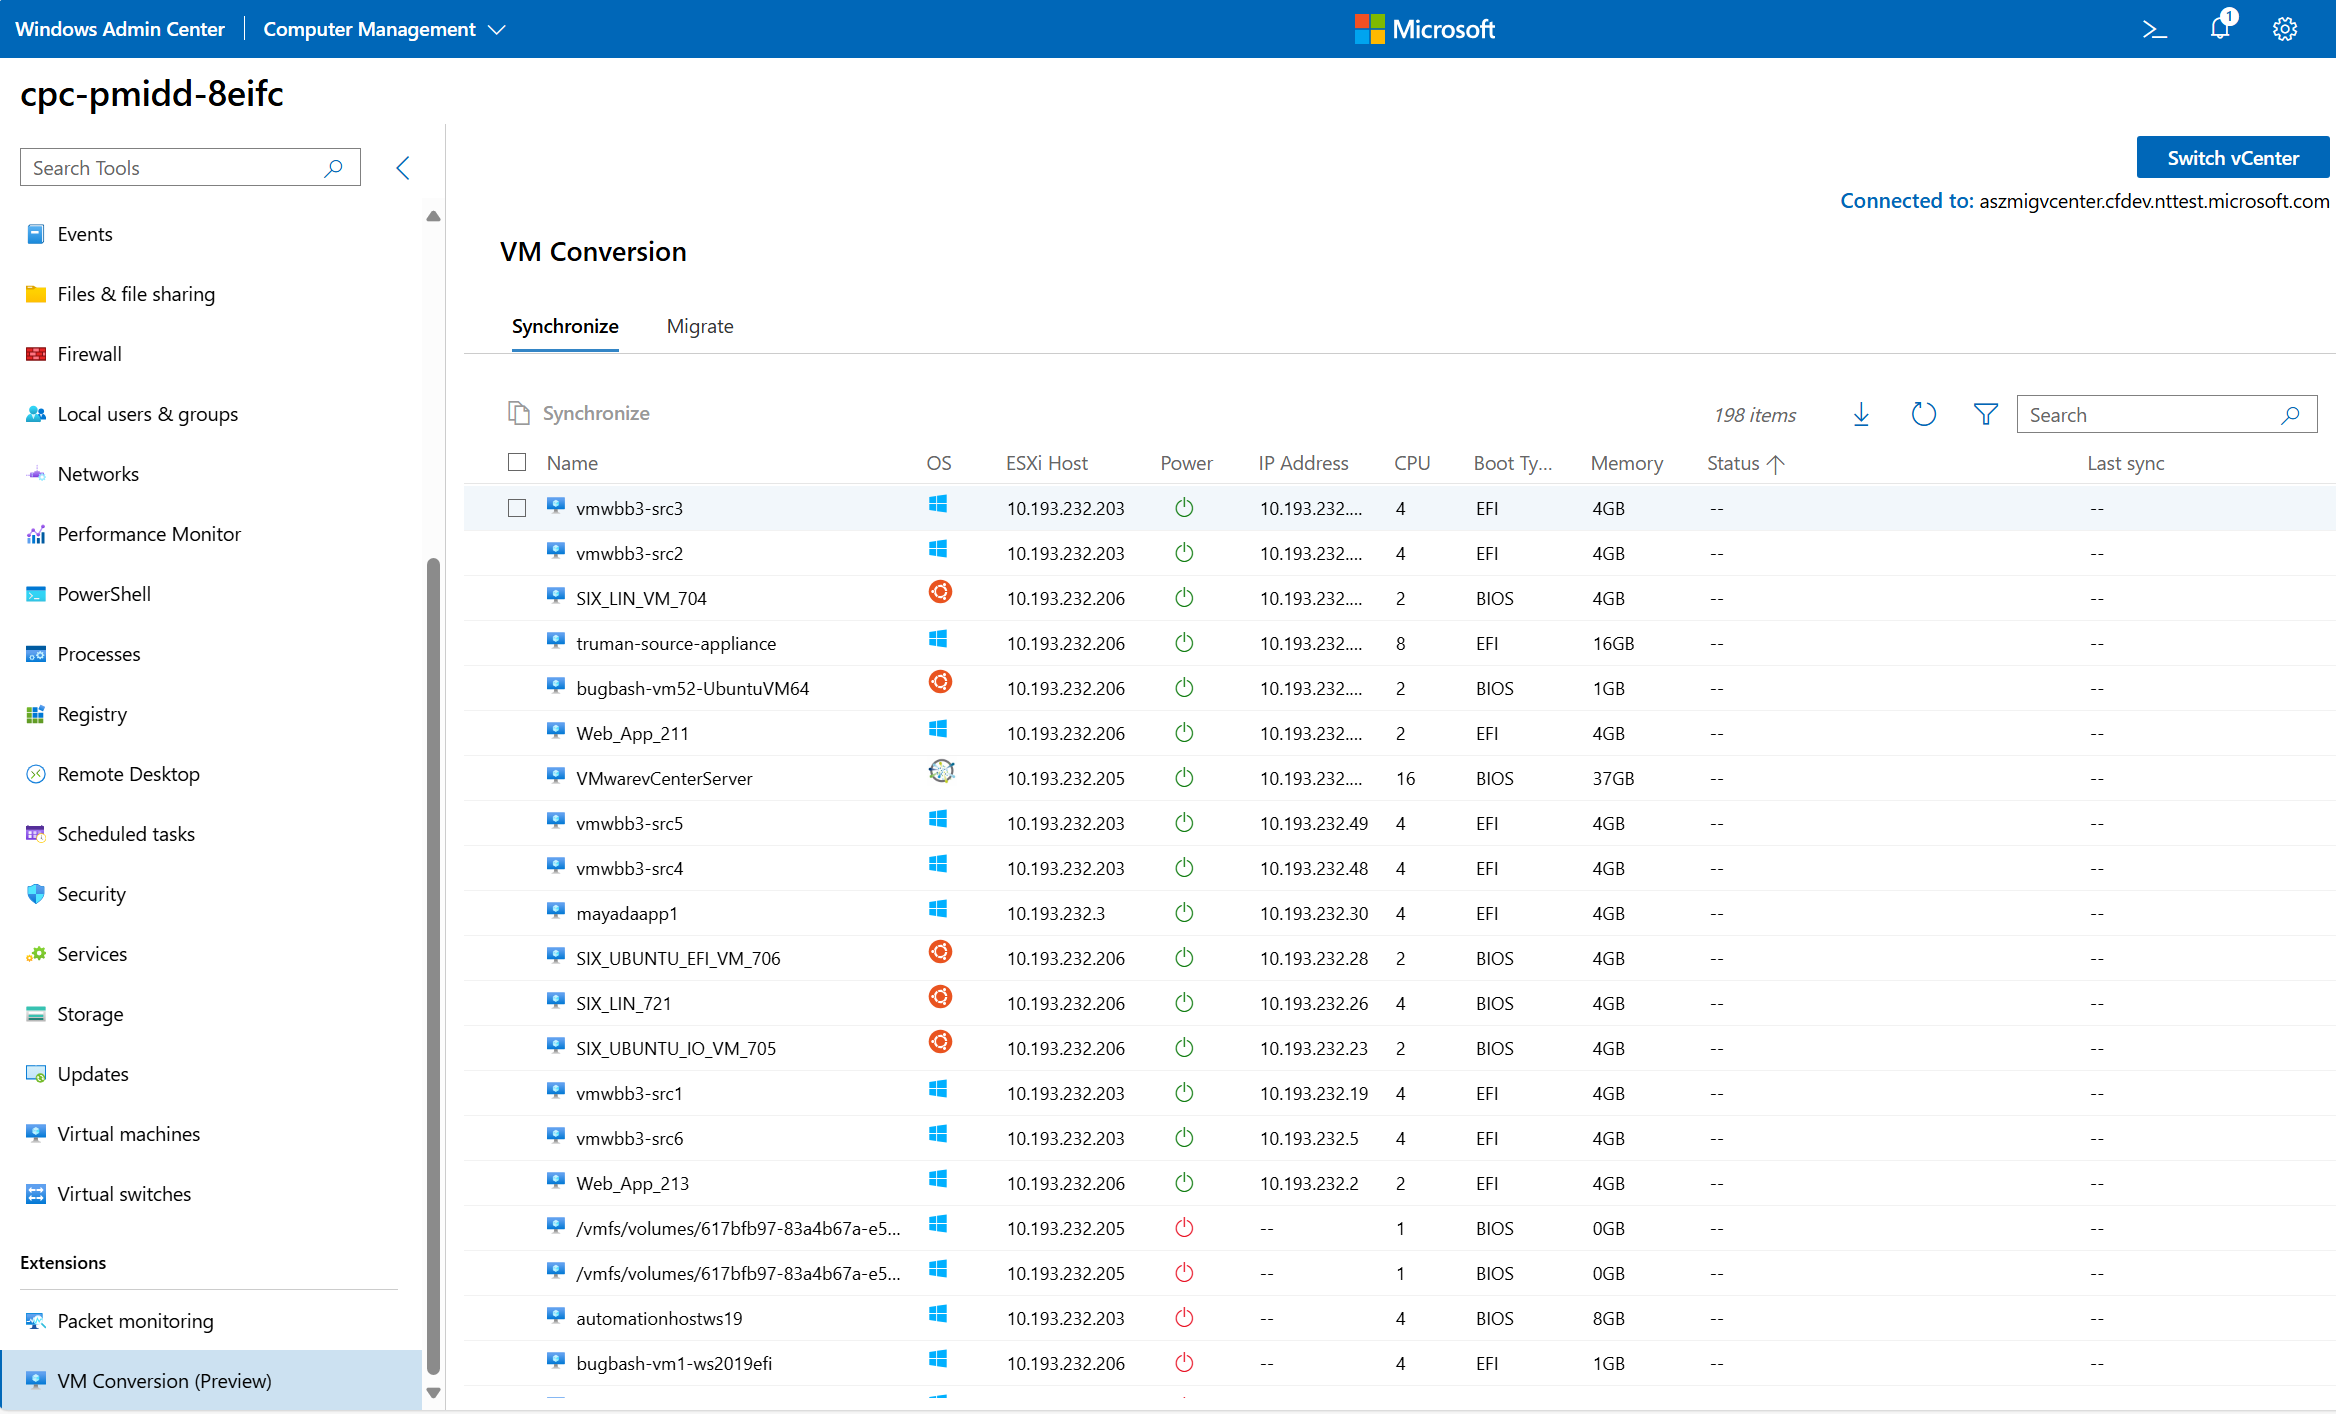 Windows Admin Center
Computer Management
Microsoft
1
cpc-pmidd-8eifc
Search Tools
Events
Files & file sharing
Firewall
Local users & groups
Networks
Performance Monitor
PowerShell
Processes
Registry
Remote Desktop
Scheduled tasks
Security
Services
Storage
Updates
Virtual machines
Virtual switches
Extensions
Packet monitoring
VM Conversion (Preview)
Switch vCenter
Connected to: aszmigvcenter.cfdev.nttest.microsoft.com
VM Conversion
Synchronize Migrate
Synchronize 198 items Search
Name OS ESXi Host Power IP Address CPU Boot Ty... Memory Status Last sync
vmwbb3-src3 10.193.232.203 10.193.232.... 4 EFI 4GB -- --
vmwbb3-src2 10.193.232.203 10.193.232.... 4 EFI 4GB -- --
SIX_LIN_VM_704 10.193.232.206 10.193.232.... 2 BIOS 4GB -- --
truman-source-appliance 10.193.232.206 10.193.232.... 8 EFI 16GB -- --
bugbash-vm52-UbuntuVM64 10.193.232.206 10.193.232.... 2 BIOS 1GB -- --
Web_App_211 10.193.232.206 10.193.232.... 2 EFI 4GB -- --
VMwarevCenterServer 10.193.232.205 10.193.232.... 16 BIOS 37GB -- --
vmwbb3-src5 10.193.232.203 10.193.232.49 4 EFI 4GB -- --
vmwbb3-src4 10.193.232.203 10.193.232.48 4 EFI 4GB -- --
mayadaapp1 10.193.232.3 10.193.232.30 4 EFI 4GB -- --
SIX_UBUNTU_EFI_VM_706 10.193.232.206 10.193.232.28 2 BIOS 4GB -- --
SIX_LIN_721 10.193.232.206 10.193.232.26 4 BIOS 4GB -- --
SIX_UBUNTU_IO_VM_705 10.193.232.206 10.193.232.23 2 BIOS 4GB -- --
vmwbb3-src1 10.193.232.203 10.193.232.19 4 EFI 4GB -- --
vmwbb3-src6 10.193.232.203 10.193.232.5 4 EFI 4GB -- --
Web_App_213 10.193.232.206 10.193.232.2 2 EFI 4GB -- --
/vmfs/volumes/617bfb97-83a4b67a-e5... 10.193.232.205 -- 1 BIOS 0GB -- --
/vmfs/volumes/617bfb97-83a4b67a-e5... 10.193.232.205 -- 1 BIOS 0GB -- --
automationhostws19 10.193.232.203 -- 4 BIOS 8GB -- --
bugbash-vm1-ws2019efi 10.193.232.206 -- 4 EFI 1GB -- --